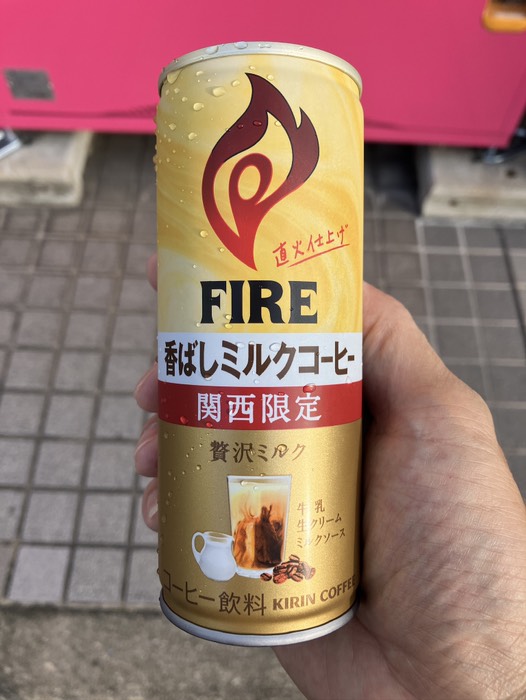 直火仕上げ
FIRE
香ばしミルクコーヒー
関西限定
贅沢ミルク
牛乳
生クリーム
ミルクソース
コーヒー飲料 KIRIN COFFEE